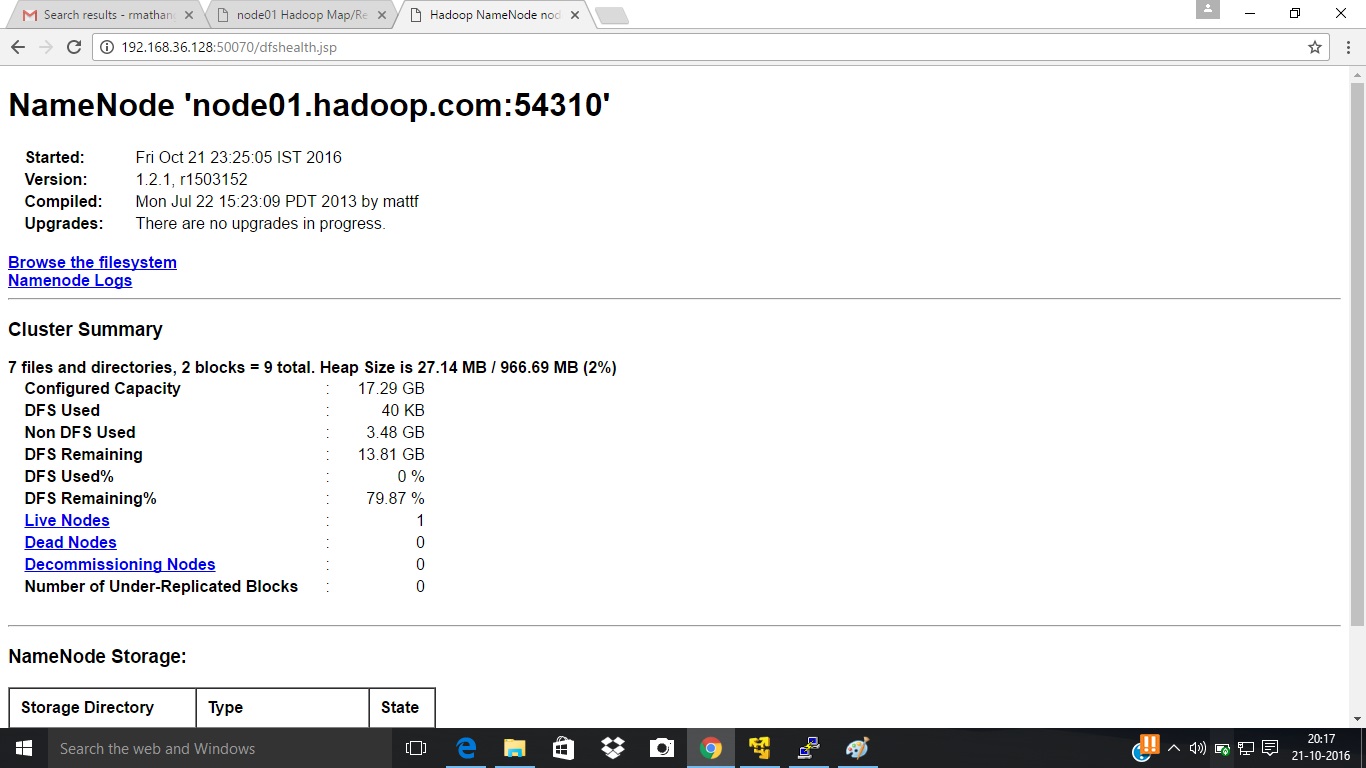 Search results - rmathan
node01 Hadoop Map/Re
Hadoop NameNode nod
192.168.36.128:50070/dfshealth.jsp
NameNode 'node01.hadoop.com:54310'
Started: Fri Oct 21 23:25:05 IST 2016
Version: 1.2.1, r1503152
Compiled: Mon Jul 22 15:23:09 PDT 2013 by mattf
Upgrades: There are no upgrades in progress.
Browse the filesystem
Namenode Logs
Cluster Summary
7 files and directories, 2 blocks = 9 total. Heap Size is 27.14 MB / 966.69 MB (2%)
Configured Capacity : 17.29 GB
DFS Used : 40 KB
Non DFS Used : 3.48 GB
DFS Remaining : 13.81 GB
DFS Used% : 0 %
DFS Remaining% : 79.87 %
Live Nodes : 1
Dead Nodes : 0
Decommissioning Nodes : 0
Number of Under-Replicated Blocks : 0
NameNode Storage:
Storage Directory Type State
Search the web and Windows
20:17
21-10-2016